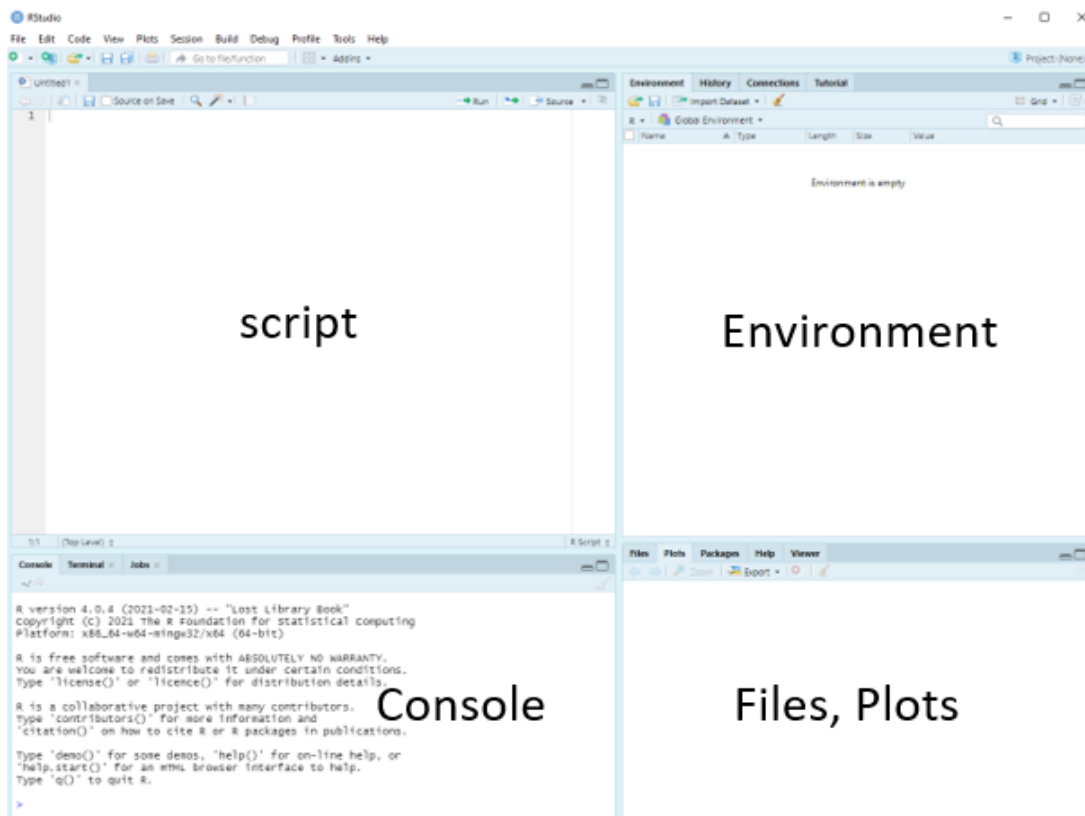 RStudio
File Edit Code View Plots Session Build Debug Profile Tools Help
Go to file/function Addins Project: (None)
Untitled1
Source on Save Run Source
1
script
1:1 (Top Level) R Script
Console Terminal Jobs
~/
R version 4.0.4 (2021-02-15) -- "Lost Library Book"
Copyright (C) 2021 The R Foundation for Statistical Computing
Platform: x86_64-w64-mingw32/x64 (64-bit)
R is free software and comes with ABSOLUTELY NO WARRANTY.
You are welcome to redistribute it under certain conditions.
Type 'license()' or 'licence()' for distribution details.
R is a collaborative project with many contributors.
Type 'contributors()' for more information and
'citation()' on how to cite R or R packages in publications.
Type 'demo()' for some demos, 'help()' for on-line help, or
'help.start()' for an HTML browser interface to help.
Type 'q()' to quit R.
>
Console
Environment History Connections Tutorial
Import Dataset Grid
R Global Environment
Name Type Length Size Value
Environment is empty
Environment
Files Plots Packages Help Viewer
Zoom Export
Files, Plots